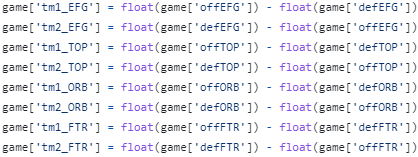 game['tm1_EFG'] = float(game['offEFG']) - float(game['defEFG'])
game['tm2_EFG'] = float(game['defEFG']) - float(game['offEFG'])
game['tm1_TOP'] = float(game['offTOP']) - float(game['defTOP'])
game['tm2_TOP'] = float(game['defTOP']) - float(game['offTOP'])
game['tm1_ORB'] = float(game['offORB']) - float(game['defORB'])
game['tm2_ORB'] = float(game['defORB']) - float(game['offORB'])
game['tm1_FTR'] = float(game['offFTR']) - float(game['defFTR'])
game['tm2_FTR'] = float(game['defFTR']) - float(game['offFTR'])